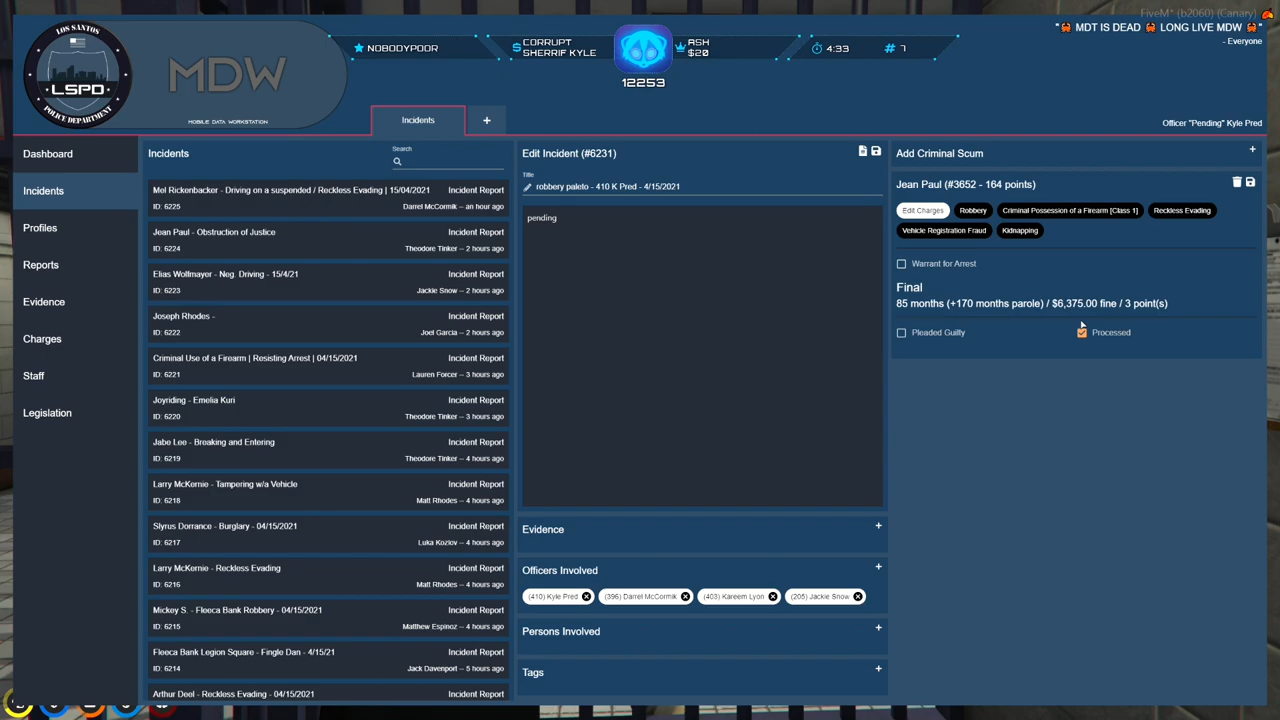 FiveM* (b2060) (Canary)
"🦀 MDT IS DEAD 🦀 LONG LIVE MDW 🦀"
- Everyone
LOS SANTOS
LSPD
POLICE DEPARTMENT
MDW
MOBILE DATA WORKSTATION
NOBODYPOOR
CORRUPT
SHERRIF KYLE
12253
ASH
$20
4:33
# 7
Incidents
+
Officer "Pending" Kyle Pred
Dashboard
Incidents
Profiles
Reports
Evidence
Charges
Staff
Legislation
Incidents
Search
Mel Rickenbacker - Driving on a suspended / Reckless Evading | 15/04/2021 Incident Report
ID: 6225 Darrel McCormik – an hour ago
Jean Paul - Obstruction of Justice Incident Report
ID: 6224 Theodore Tinker – 2 hours ago
Elias Wolfmayer - Neg. Driving - 15/4/21 Incident Report
ID: 6223 Jackie Snow – 2 hours ago
Joseph Rhodes - Incident Report
ID: 6222 Joel Garcia – 2 hours ago
Criminal Use of a Firearm | Resisting Arrest | 04/15/2021 Incident Report
ID: 6221 Lauren Forcer – 3 hours ago
Joyriding - Emelia Kuri Incident Report
ID: 6220 Theodore Tinker – 3 hours ago
Jabe Lee - Breaking and Entering Incident Report
ID: 6219 Theodore Tinker – 4 hours ago
Larry McKernie - Tampering w/a Vehicle Incident Report
ID: 6218 Matt Rhodes – 4 hours ago
Slyrus Dorrance - Burglary - 04/15/2021 Incident Report
ID: 6217 Luka Kozlov – 4 hours ago
Larry McKernie - Reckless Evading Incident Report
ID: 6216 Matt Rhodes – 4 hours ago
Mickey S. - Fleeca Bank Robbery - 04/15/2021 Incident Report
ID: 6215 Matthew Espinoz – 4 hours ago
Fleeca Bank Legion Square - Fingle Dan - 4/15/21 Incident Report
ID: 6214 Jack Davenport – 5 hours ago
Arthur Deel - Reckless Evading - 04/15/2021 Incident Report
Edit Incident (#6231)
Title
robbery paleto - 410 K Pred - 4/15/2021
pending
Evidence +
Officers Involved +
(410) Kyle Pred (396) Darrel McCormik (403) Kareem Lyon (205) Jackie Snow
Persons Involved +
Tags +
Add Criminal Scum +
Jean Paul (#3652 - 164 points)
Edit Charges Robbery Criminal Possession of a Firearm [Class 1] Reckless Evading
Vehicle Registration Fraud Kidnapping
Warrant for Arrest
Final
85 months (+170 months parole) / $6,375.00 fine / 3 point(s)
Pleaded Guilty Processed